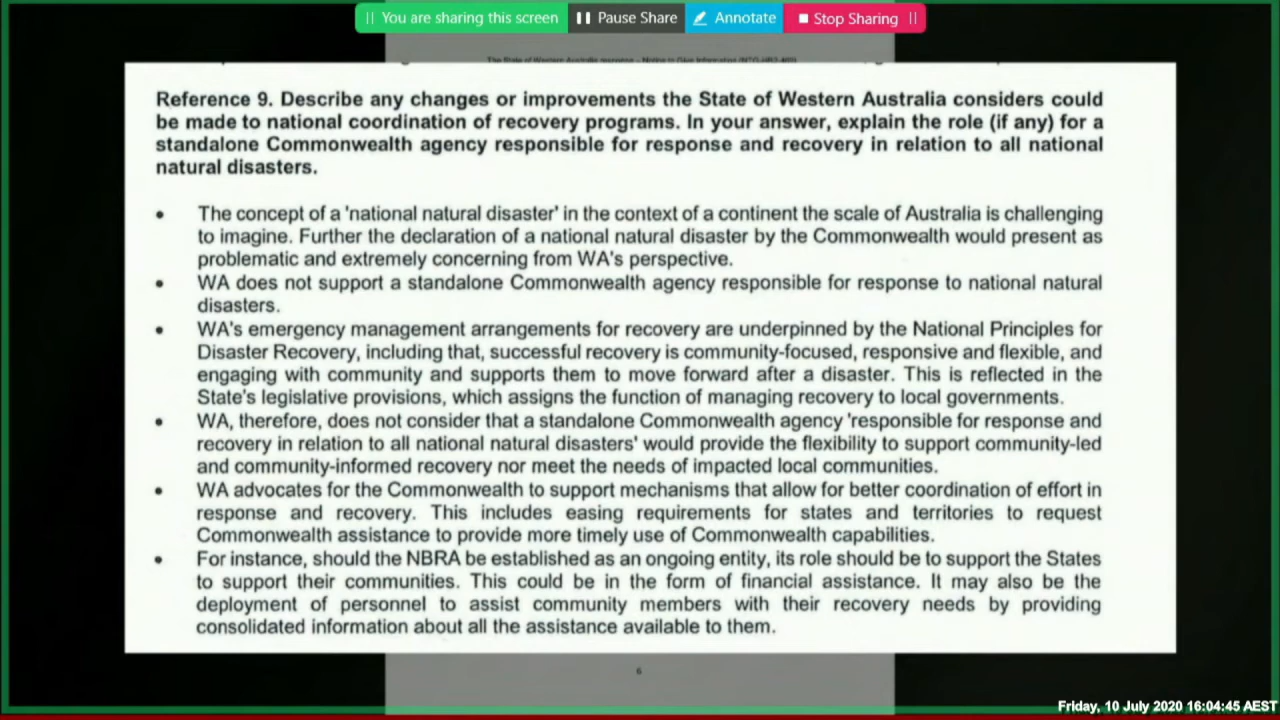 You are sharing this screen Pause Share Annotate Stop Sharing
The State of Western Australia response – Notice to Give Information (NTG-HB2-
Reference 9. Describe any changes or improvements the State of Western Australia considers could
be made to national coordination of recovery programs. In your answer, explain the role (if any) for a
standalone Commonwealth agency responsible for response and recovery in relation to all national
natural disasters.
• The concept of a 'national natural disaster' in the context of a continent the scale of Australia is challenging
to imagine. Further the declaration of a national natural disaster by the Commonwealth would present as
problematic and extremely concerning from WA's perspective.
• WA does not support a standalone Commonwealth agency responsible for response to national natural
disasters.
• WA's emergency management arrangements for recovery are underpinned by the National Principles for
Disaster Recovery, including that, successful recovery is community-focused, responsive and flexible, and
engaging with community and supports them to move forward after a disaster. This is reflected in the
State's legislative provisions, which assigns the function of managing recovery to local governments.
• WA, therefore, does not consider that a standalone Commonwealth agency 'responsible for response and
recovery in relation to all national natural disasters' would provide the flexibility to support community-led
and community-informed recovery nor meet the needs of impacted local communities.
• WA advocates for the Commonwealth to support mechanisms that allow for better coordination of effort in
response and recovery. This includes easing requirements for states and territories to request
Commonwealth assistance to provide more timely use of Commonwealth capabilities.
• For instance, should the NBRA be established as an ongoing entity, its role should be to support the States
to support their communities. This could be in the form of financial assistance. It may also be the
deployment of personnel to assist community members with their recovery needs by providing
consolidated information about all the assistance available to them.
6
Friday, 10 July 2020 16:04:45 AEST